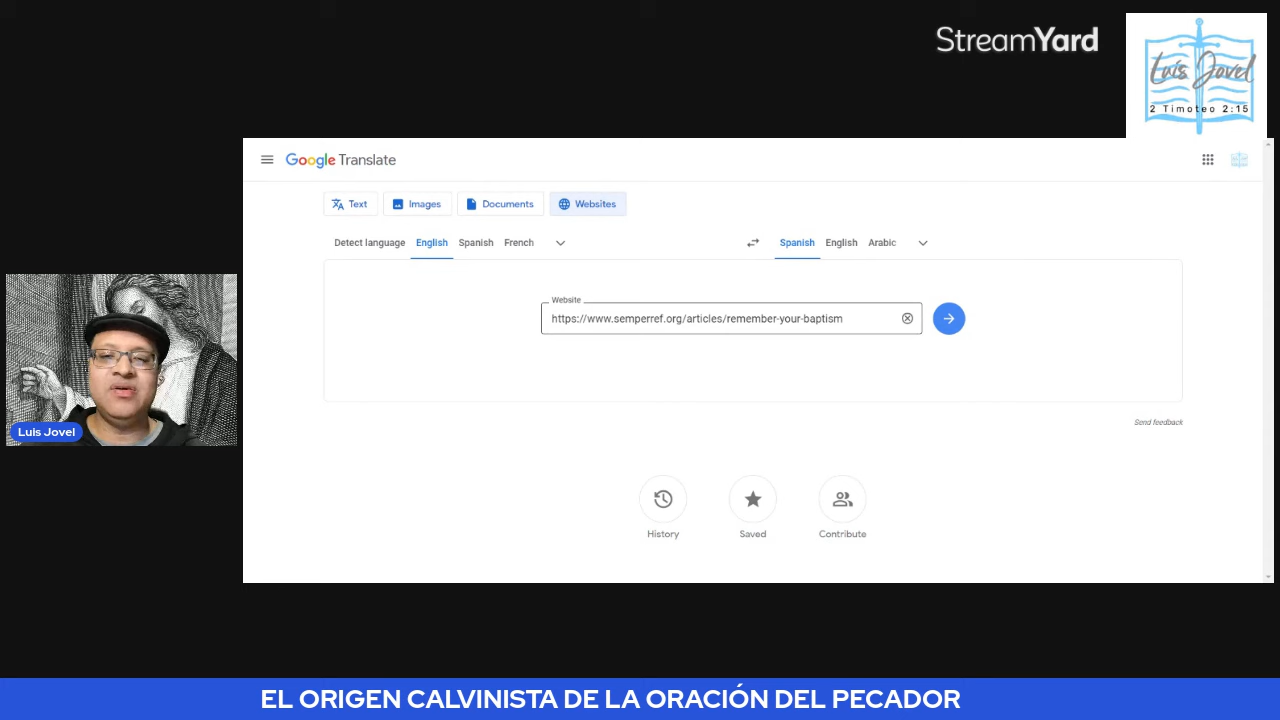 StreamYard
Luis Jovel
2 Timoteo 2:15
Google Translate
Text
Images
Documents
Websites
Detect language English Spanish French
Spanish English Arabic
Website
https://www.semperref.org/articles/remember-your-baptism
Send feedback
History
Saved
Contribute
Luis Jovel
EL ORIGEN CALVINISTA DE LA ORACIÓN DEL PECADOR